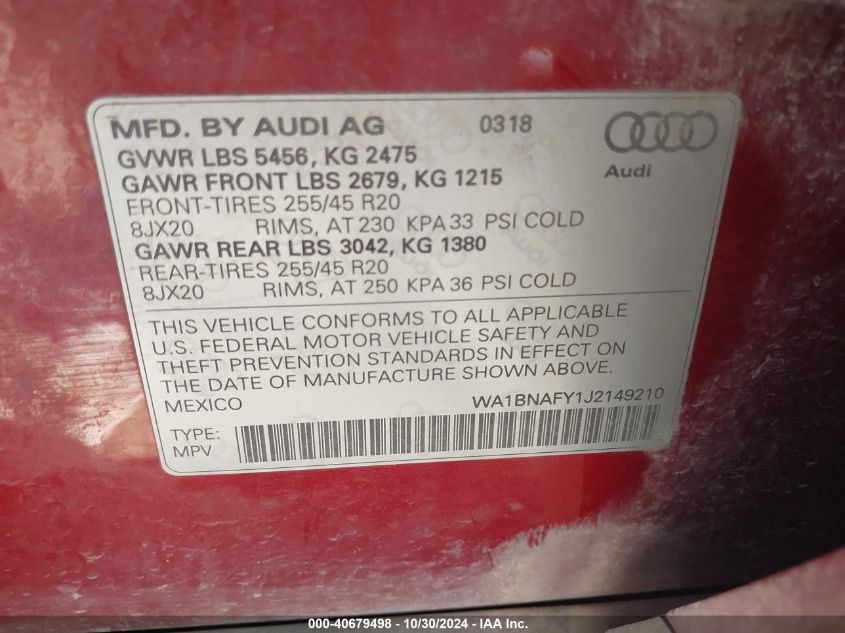 MFD. BY AUDI AG 0318
Audi
GVWR LBS 5456, KG 2475
GAWR FRONT LBS 2679, KG 1215
FRONT-TIRES 255/45 R20
8JX20 RIMS, AT 230 KPA 33 PSI COLD
GAWR REAR LBS 3042, KG 1380
REAR-TIRES 255/45 R20
8JX20 RIMS, AT 250 KPA 36 PSI COLD
THIS VEHICLE CONFORMS TO ALL APPLICABLE
U.S. FEDERAL MOTOR VEHICLE SAFETY AND
THEFT PREVENTION STANDARDS IN EFFECT ON
THE DATE OF MANUFACTURE SHOWN ABOVE.
MEXICO WA1BNAFY1J2149210
TYPE:
MPV
000-40679498 - 10/30/2024 - IAA Inc.